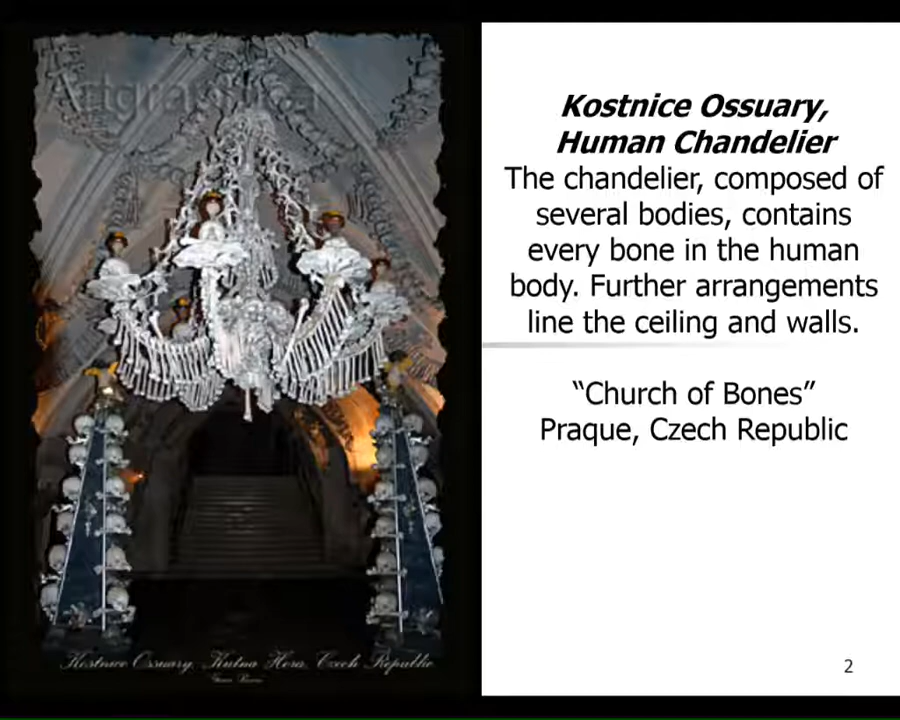 Artgraphica
Kostnice Ossuary, Kutna Hora, Czech Republic
Kostnice Ossuary,
Human Chandelier
The chandelier, composed of
several bodies, contains
every bone in the human
body. Further arrangements
line the ceiling and walls.
“Church of Bones”
Praque, Czech Republic
2